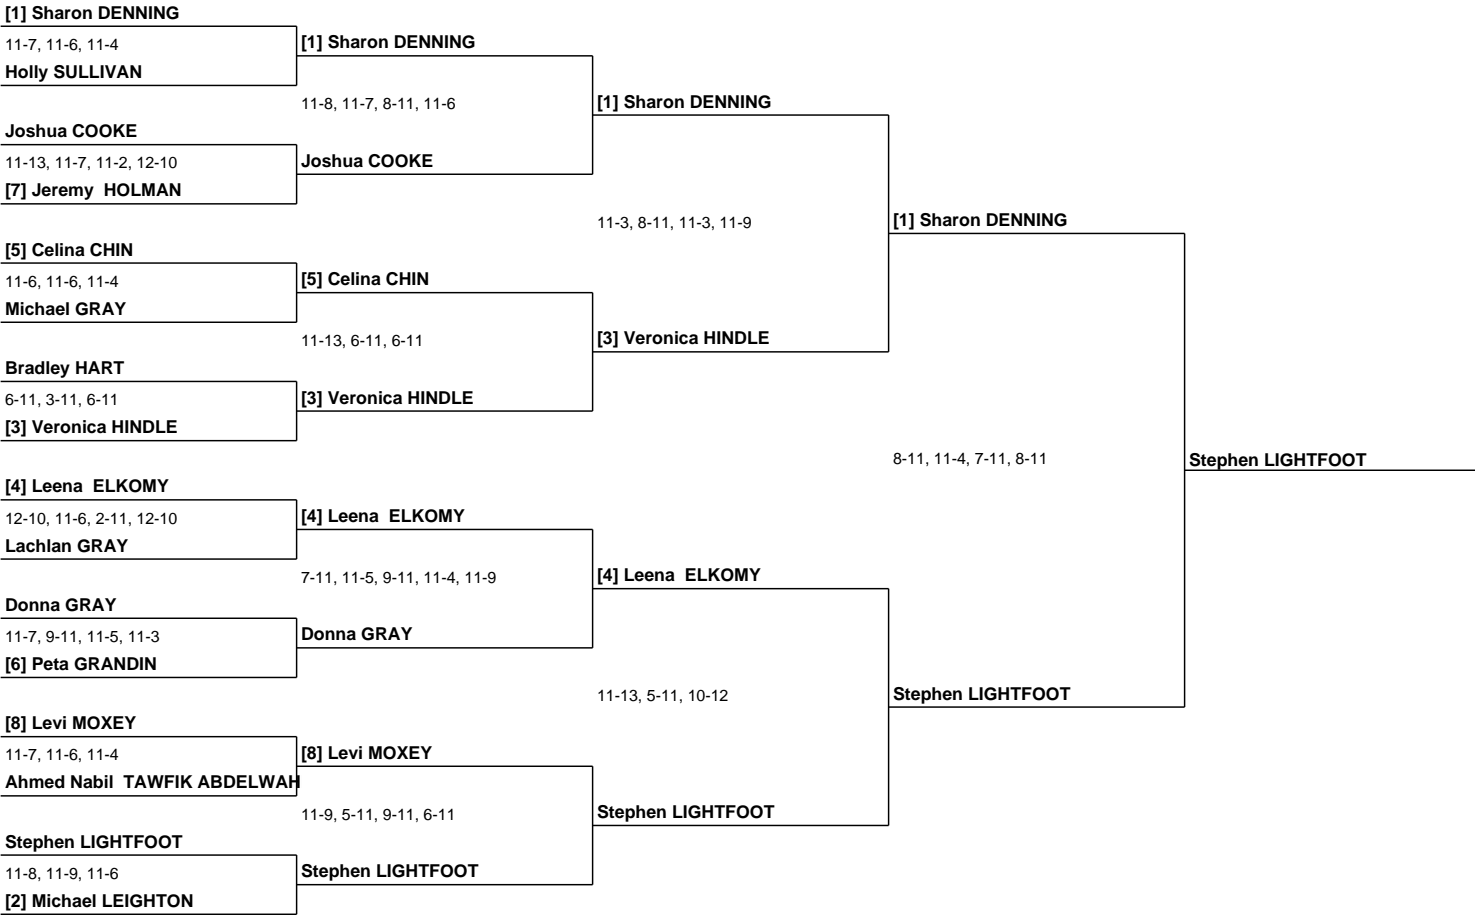 [1] Sharon DENNING
11-7, 11-6, 11-4
Holly SULLIVAN
Joshua COOKE
11-13, 11-7, 11-2, 12-10
[7] Jeremy  HOLMAN
[5] Celina CHIN
11-6, 11-6, 11-4
Michael GRAY
Bradley HART
6-11, 3-11, 6-11
[3] Veronica HINDLE
[4] Leena  ELKOMY
12-10, 11-6, 2-11, 12-10
Lachlan GRAY
Donna GRAY
11-7, 9-11, 11-5, 11-3
[6] Peta GRANDIN
[8] Levi MOXEY
11-7, 11-6, 11-4
Ahmed Nabil  TAWFIK ABDELWAH
Stephen LIGHTFOOT
11-8, 11-9, 11-6
[2] Michael LEIGHTON
[1] Sharon DENNING
11-8, 11-7, 8-11, 11-6
Joshua COOKE
[5] Celina CHIN
11-13, 6-11, 6-11
[3] Veronica HINDLE
[4] Leena  ELKOMY
7-11, 11-5, 9-11, 11-4, 11-9
Donna GRAY
[8] Levi MOXEY
11-9, 5-11, 9-11, 6-11
Stephen LIGHTFOOT
[1] Sharon DENNING
11-3, 8-11, 11-3, 11-9
[3] Veronica HINDLE
[4] Leena  ELKOMY
11-13, 5-11, 10-12
Stephen LIGHTFOOT
[1] Sharon DENNING
8-11, 11-4, 7-11, 8-11
Stephen LIGHTFOOT
Stephen LIGHTFOOT